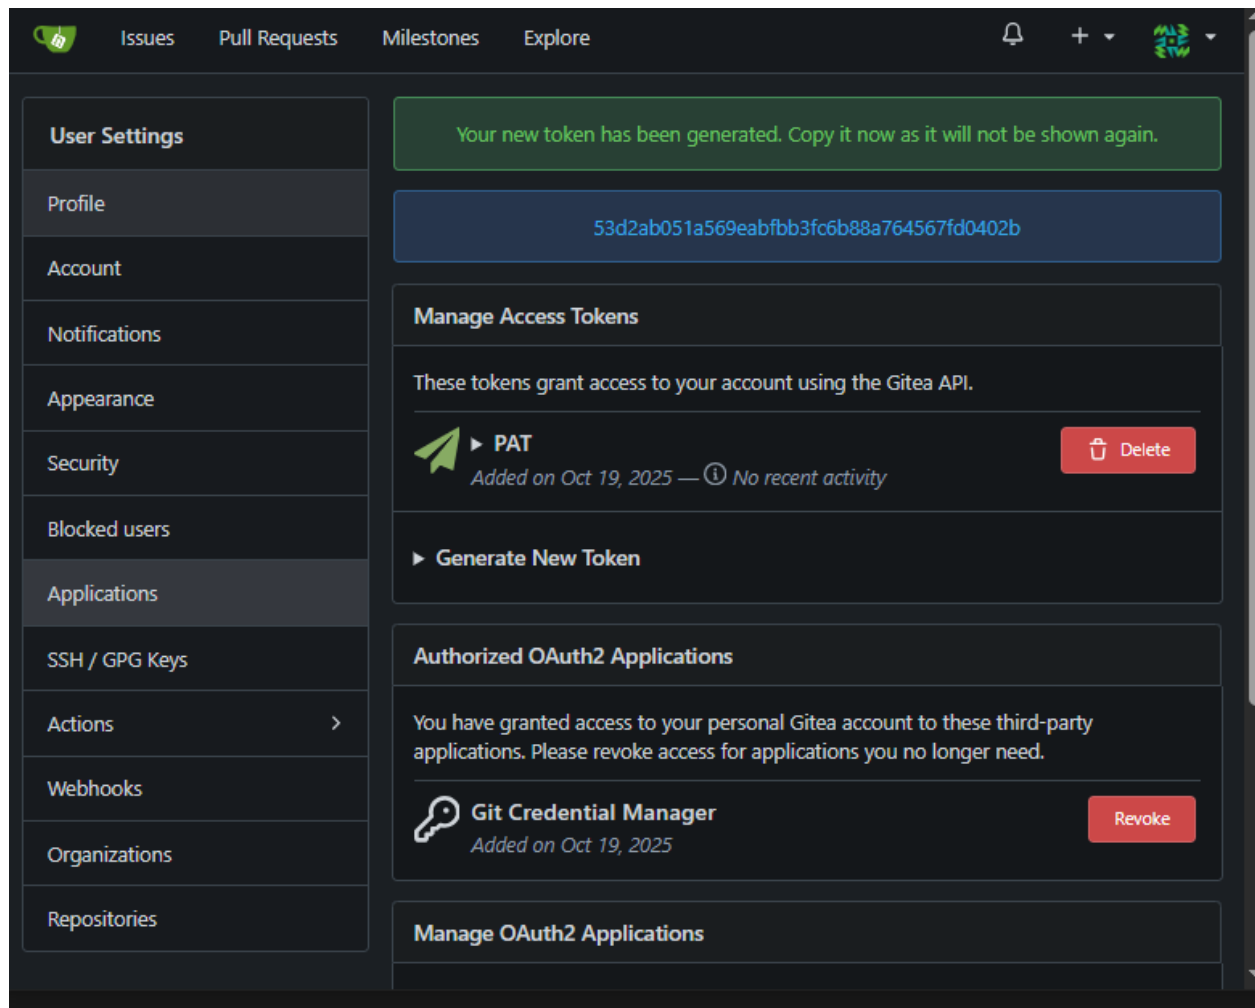 Issues
Pull Requests
Milestones
Explore
User Settings
Profile
Account
Notifications
Appearance
Security
Blocked users
Applications
SSH / GPG Keys
Actions
Webhooks
Organizations
Repositories
Your new token has been generated. Copy it now as it will not be shown again.
53d2ab051a569eabfbb3fc6b88a764567fd0402b
Manage Access Tokens
These tokens grant access to your account using the Gitea API.
PAT
Added on Oct 19, 2025 — No recent activity
Delete
Generate New Token
Authorized OAuth2 Applications
You have granted access to your personal Gitea account to these third-party
applications. Please revoke access for applications you no longer need.
Git Credential Manager
Added on Oct 19, 2025
Revoke
Manage OAuth2 Applications